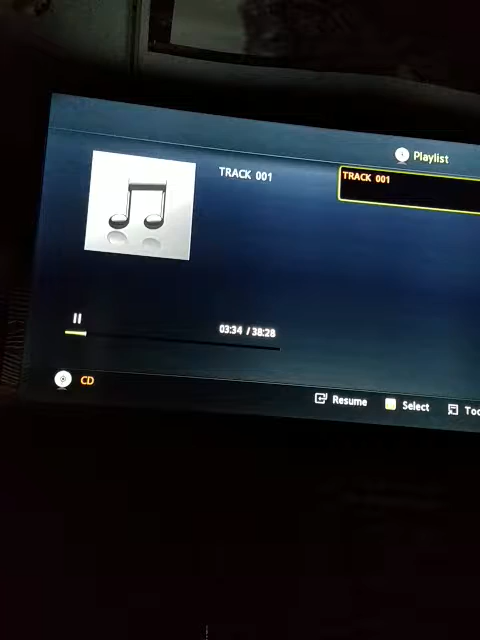 Playlist
TRACK 001
TRACK 001
03:34 / 38:28
CD
Resume Select